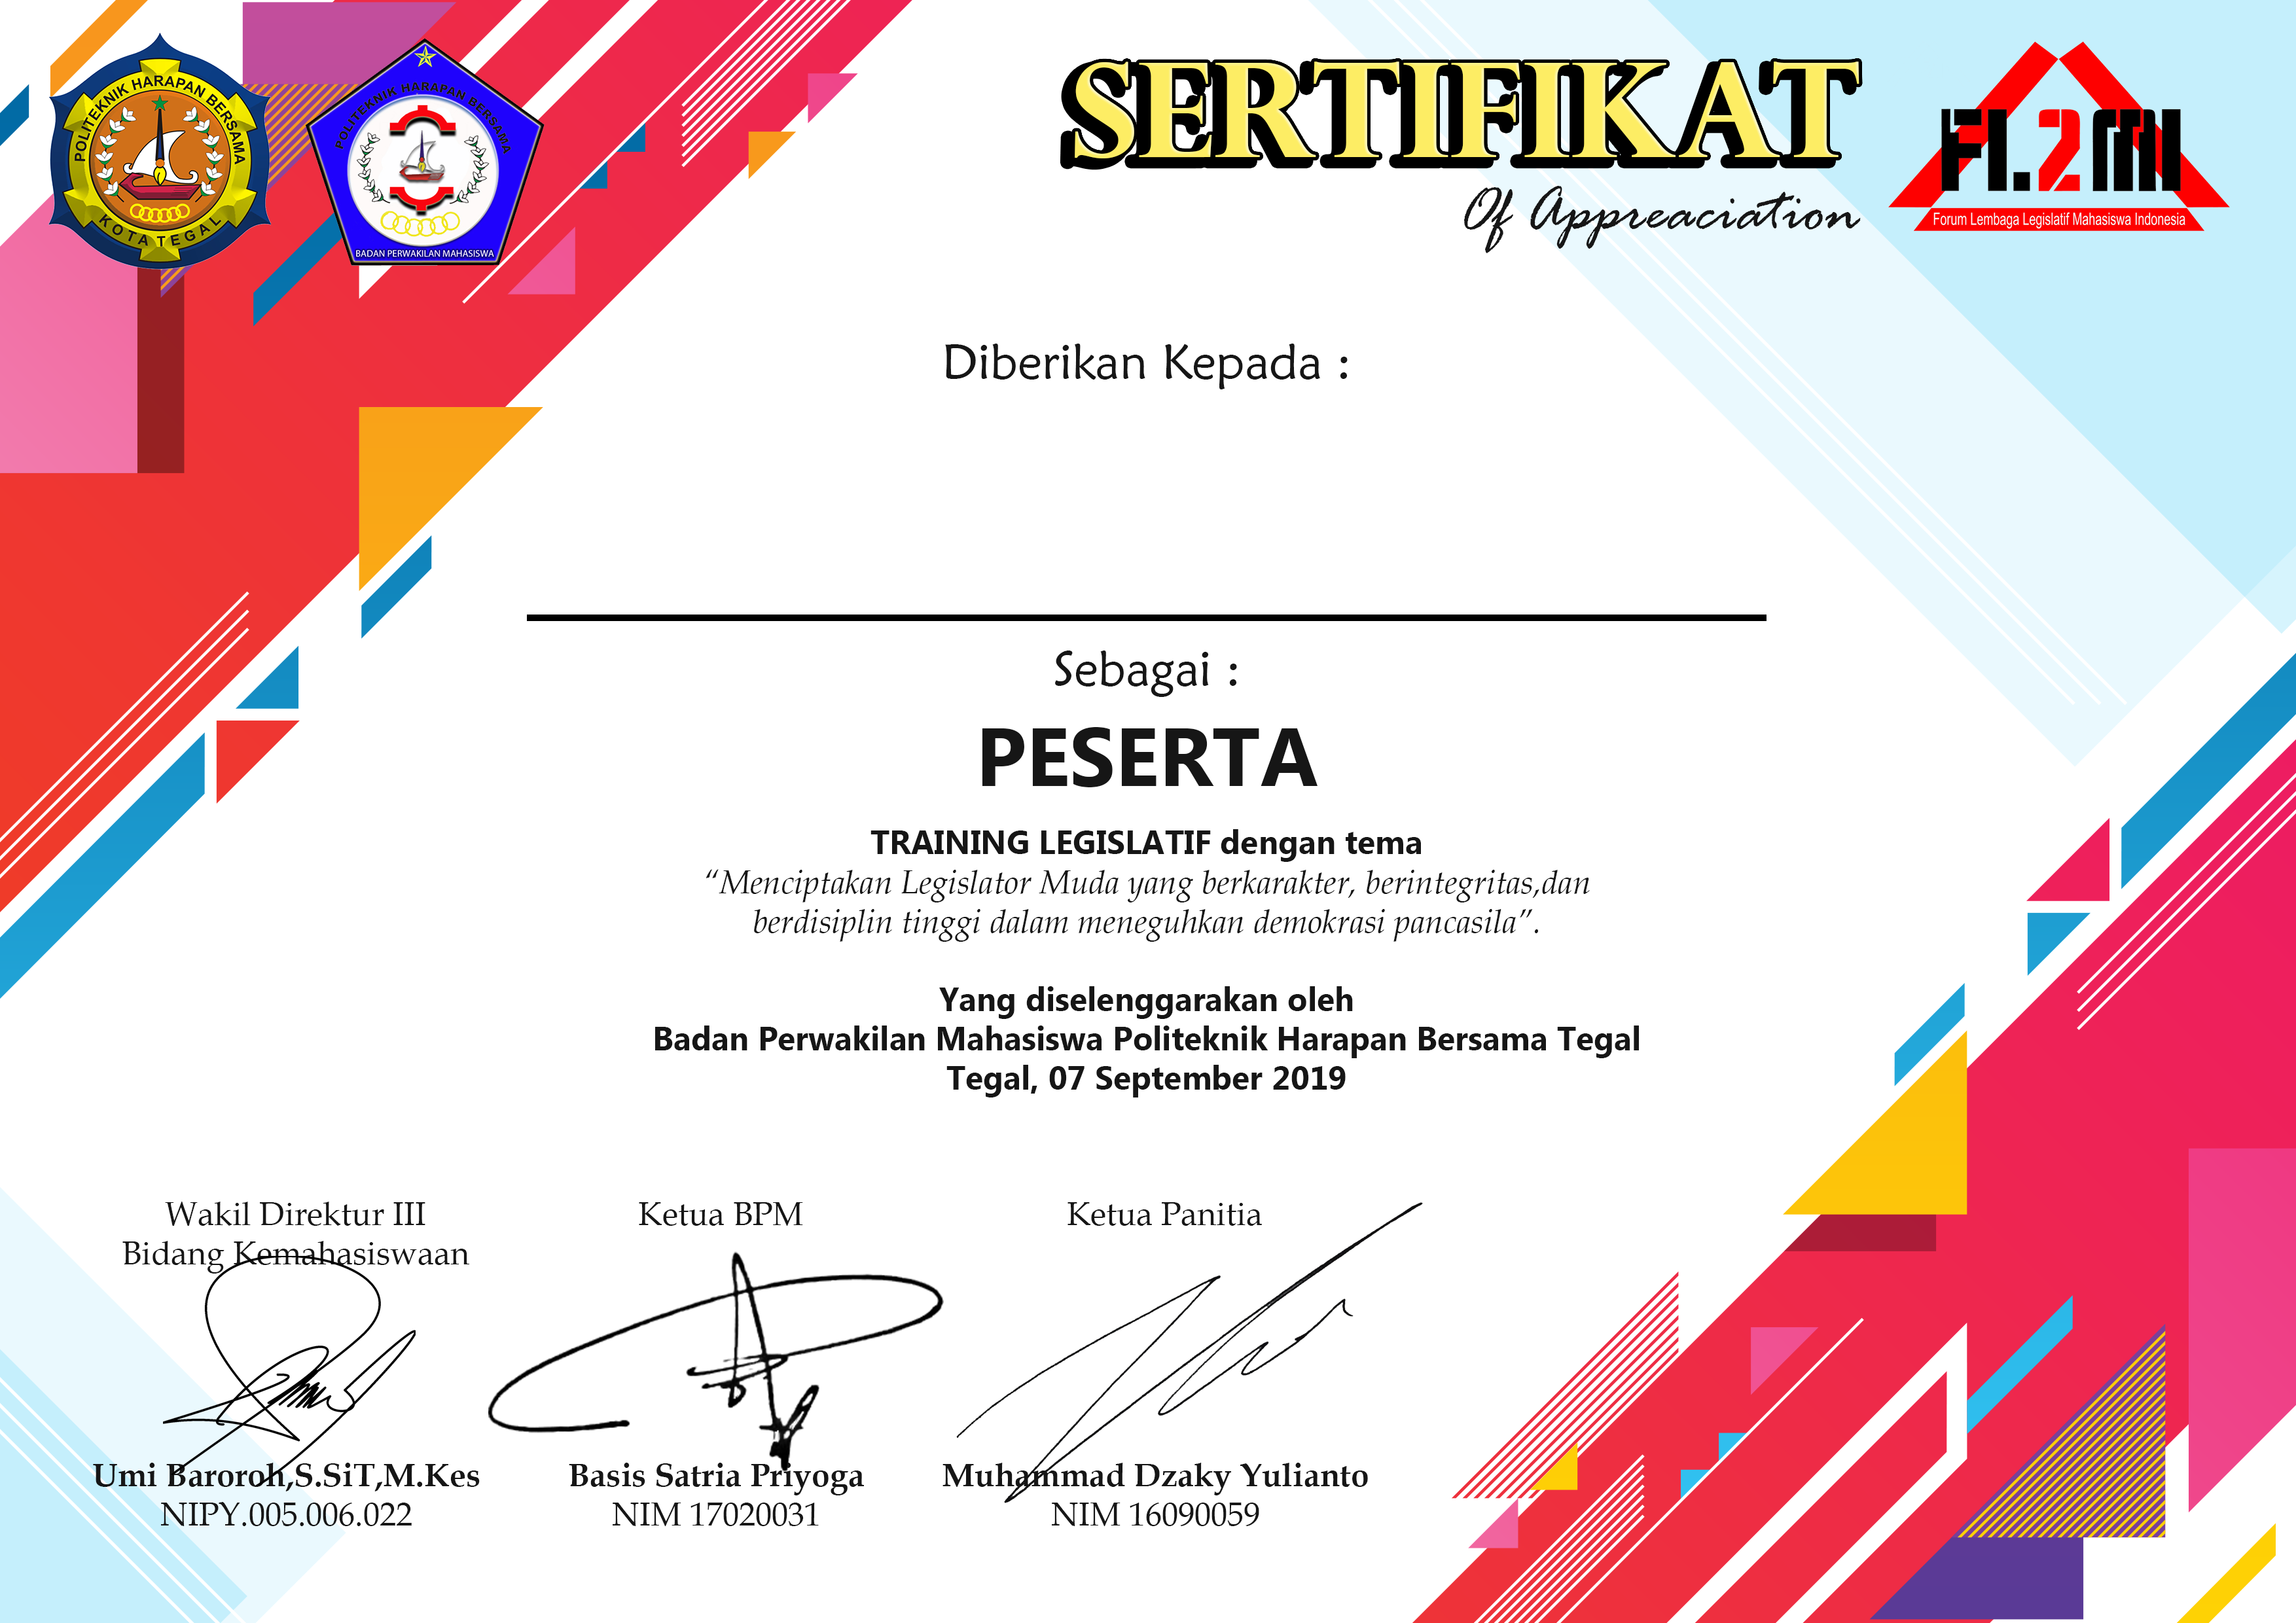 POLITEKNIK HARAPAN BERSAMA
KOTA TEGAL
POLITEKNIK HARAPAN BERSAMA
BADAN PERWAKILAN MAHASISWA
SERTIFIKAT
Of Appreaciation
FL2MI
Forum Lembaga Legislatif Mahasiswa Indonesia
Diberikan Kepada :
Sebagai :
PESERTA
TRAINING LEGISLATIF dengan tema
“Menciptakan Legislator Muda yang berkarakter, berintegritas,dan
berdisiplin tinggi dalam meneguhkan demokrasi pancasila”.
Yang diselenggarakan oleh
Badan Perwakilan Mahasiswa Politeknik Harapan Bersama Tegal
Tegal, 07 September 2019
Wakil Direktur III
Bidang Kemahasiswaan
Umi Baroroh,S.SiT,M.Kes
NIPY.005.006.022
Ketua BPM
Basis Satria Priyoga
NIM 17020031
Ketua Panitia
Muhammad Dzaky Yulianto
NIM 16090059